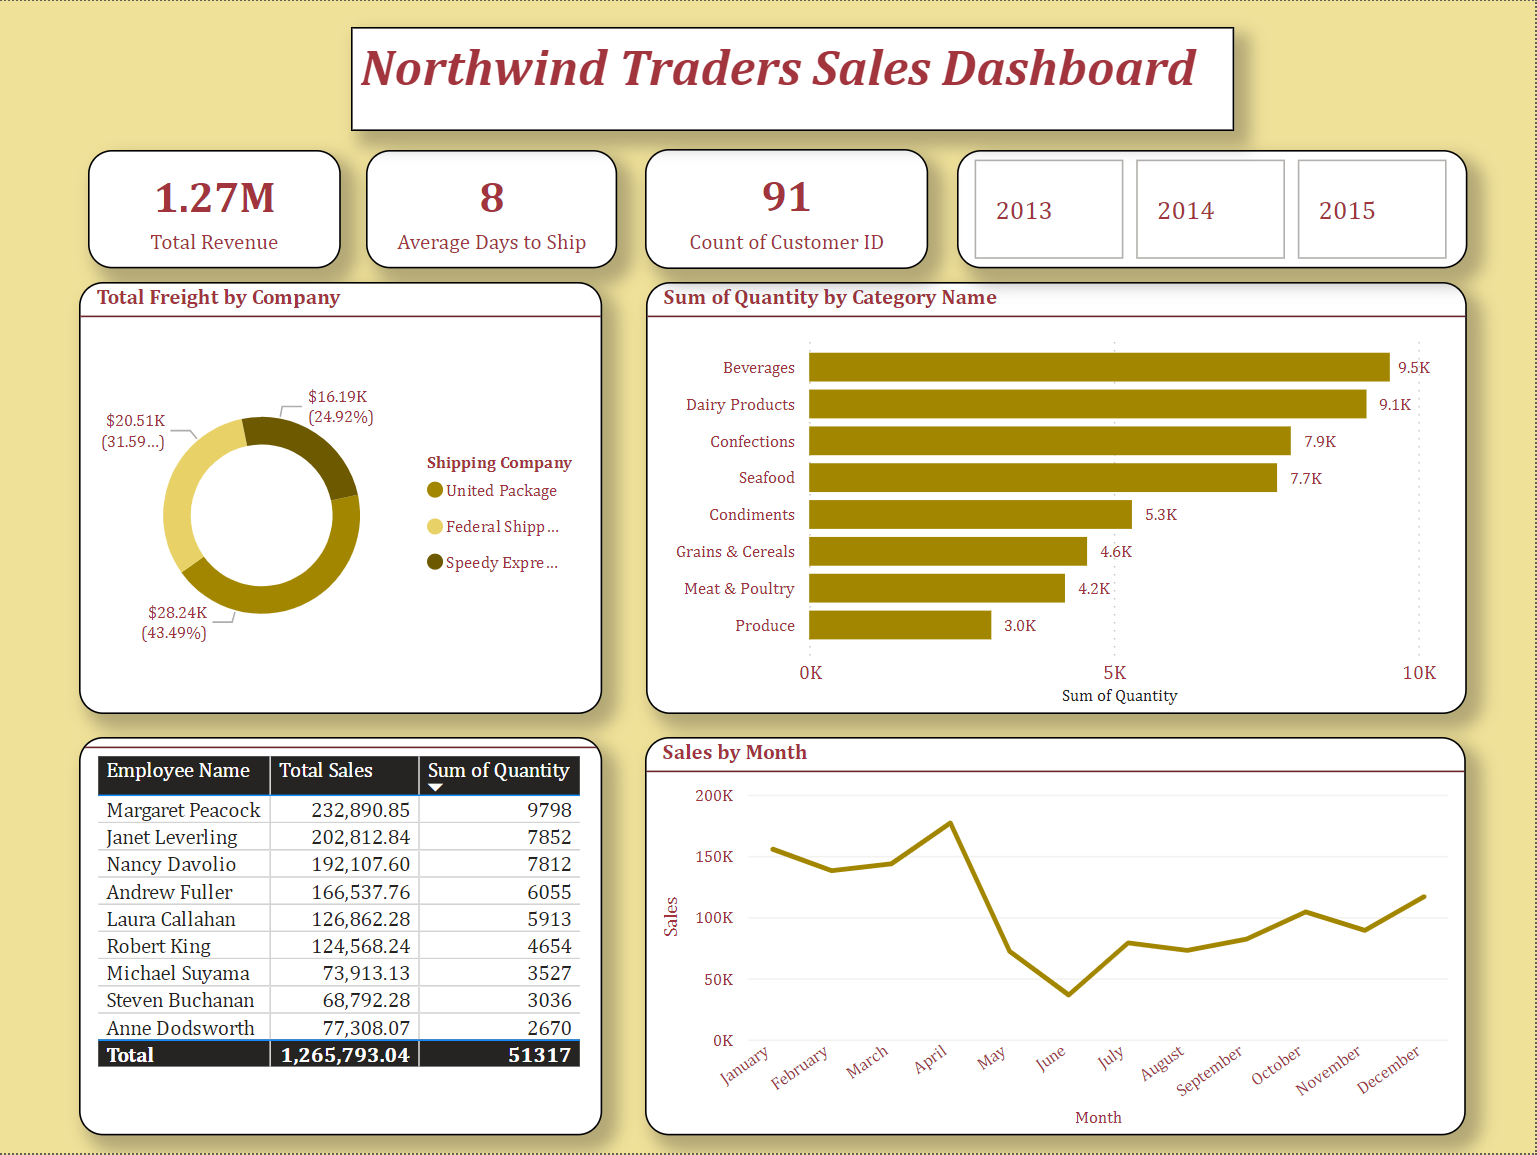 Northwind Traders Sales Dashboard
1.27M
Total Revenue
8
Average Days to Ship
91
Count of Customer ID
2013
2014
2015
Total Freight by Company
$16.19K
(24.92%)
$20.51K
(31.59...)
$28.24K
(43.49%)
Shipping Company
United Package
Federal Shipp...
Speedy Expre...
Sum of Quantity by Category Name
Beverages 9.5K
Dairy Products 9.1K
Confections 7.9K
Seafood 7.7K
Condiments 5.3K
Grains & Cereals 4.6K
Meat & Poultry 4.2K
Produce 3.0K
0K 5K 10K
Sum of Quantity
Employee Name Total Sales Sum of Quantity
Margaret Peacock 232,890.85 9798
Janet Leverling 202,812.84 7852
Nancy Davolio 192,107.60 7812
Andrew Fuller 166,537.76 6055
Laura Callahan 126,862.28 5913
Robert King 124,568.24 4654
Michael Suyama 73,913.13 3527
Steven Buchanan 68,792.28 3036
Anne Dodsworth 77,308.07 2670
Total 1,265,793.04 51317
Sales by Month
200K
150K
100K
50K
0K
Sales
January February March April May June July August September October November December
Month